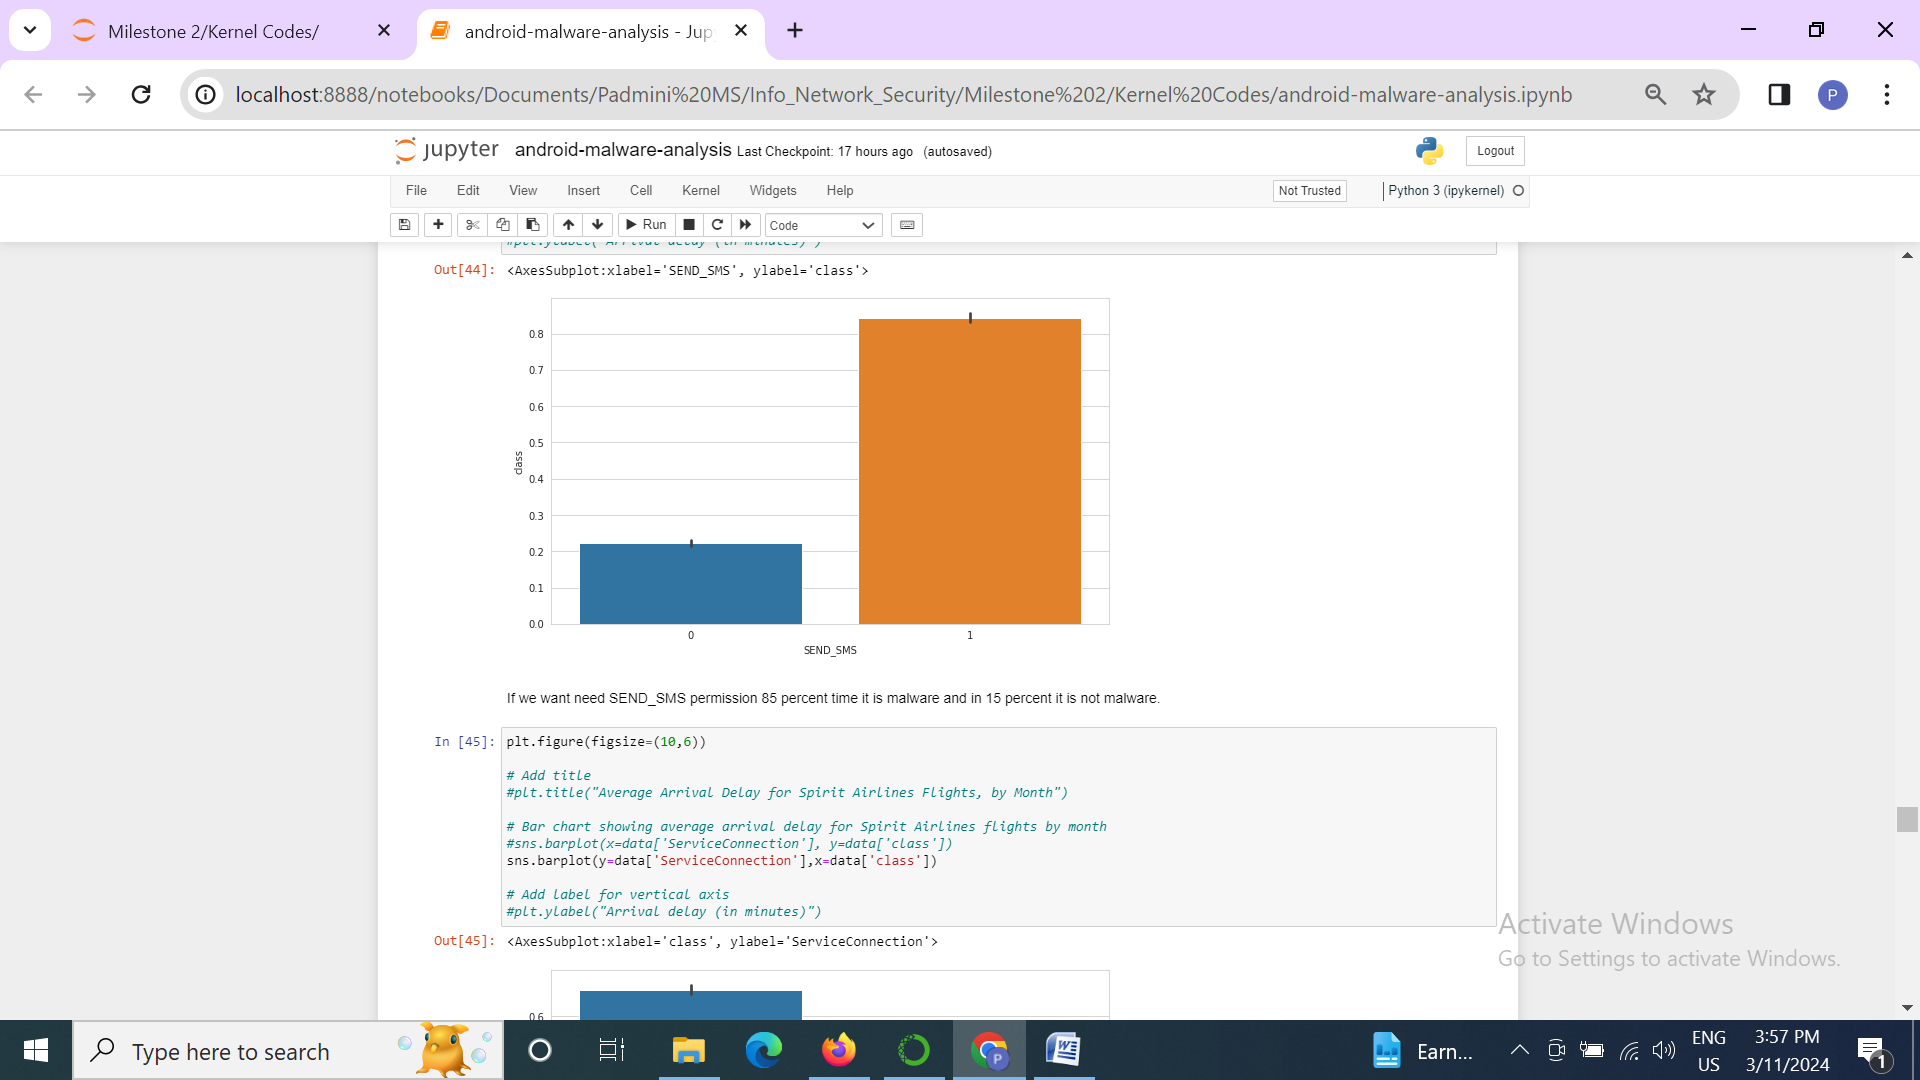 Milestone 2/Kernel Codes/
android-malware-analysis - Jup
localhost:8888/notebooks/Documents/Padmini%20MS/Info_Network_Security/Milestone%202/Kernel%20Codes/android-malware-analysis.ipynb
P
jupyter android-malware-analysis Last Checkpoint: 17 hours ago (autosaved)
Logout
File Edit View Insert Cell Kernel Widgets Help
Not Trusted
Python 3 (ipykernel)
Run
Code
#plt.ylabel("Arrival delay (in minutes)")
Out[44]: <AxesSubplot:xlabel='SEND_SMS', ylabel='class'>
0.8
0.7
0.6
0.5
class
0.4
0.3
0.2
0.1
0.0
0 1
SEND_SMS
If we want need SEND_SMS permission 85 percent time it is malware and in 15 percent it is not malware.
In [45]: plt.figure(figsize=(10,6))
# Add title
#plt.title("Average Arrival Delay for Spirit Airlines Flights, by Month")
# Bar chart showing average arrival delay for Spirit Airlines flights by month
#sns.barplot(x=data['ServiceConnection'], y=data['class'])
sns.barplot(y=data['ServiceConnection'],x=data['class'])
# Add label for vertical axis
#plt.ylabel("Arrival delay (in minutes)")
Out[45]: <AxesSubplot:xlabel='class', ylabel='ServiceConnection'>
0.6
Activate Windows
Go to Settings to activate Windows.
Type here to search
P
Earn...
ENG
US
3:57 PM
3/11/2024
1